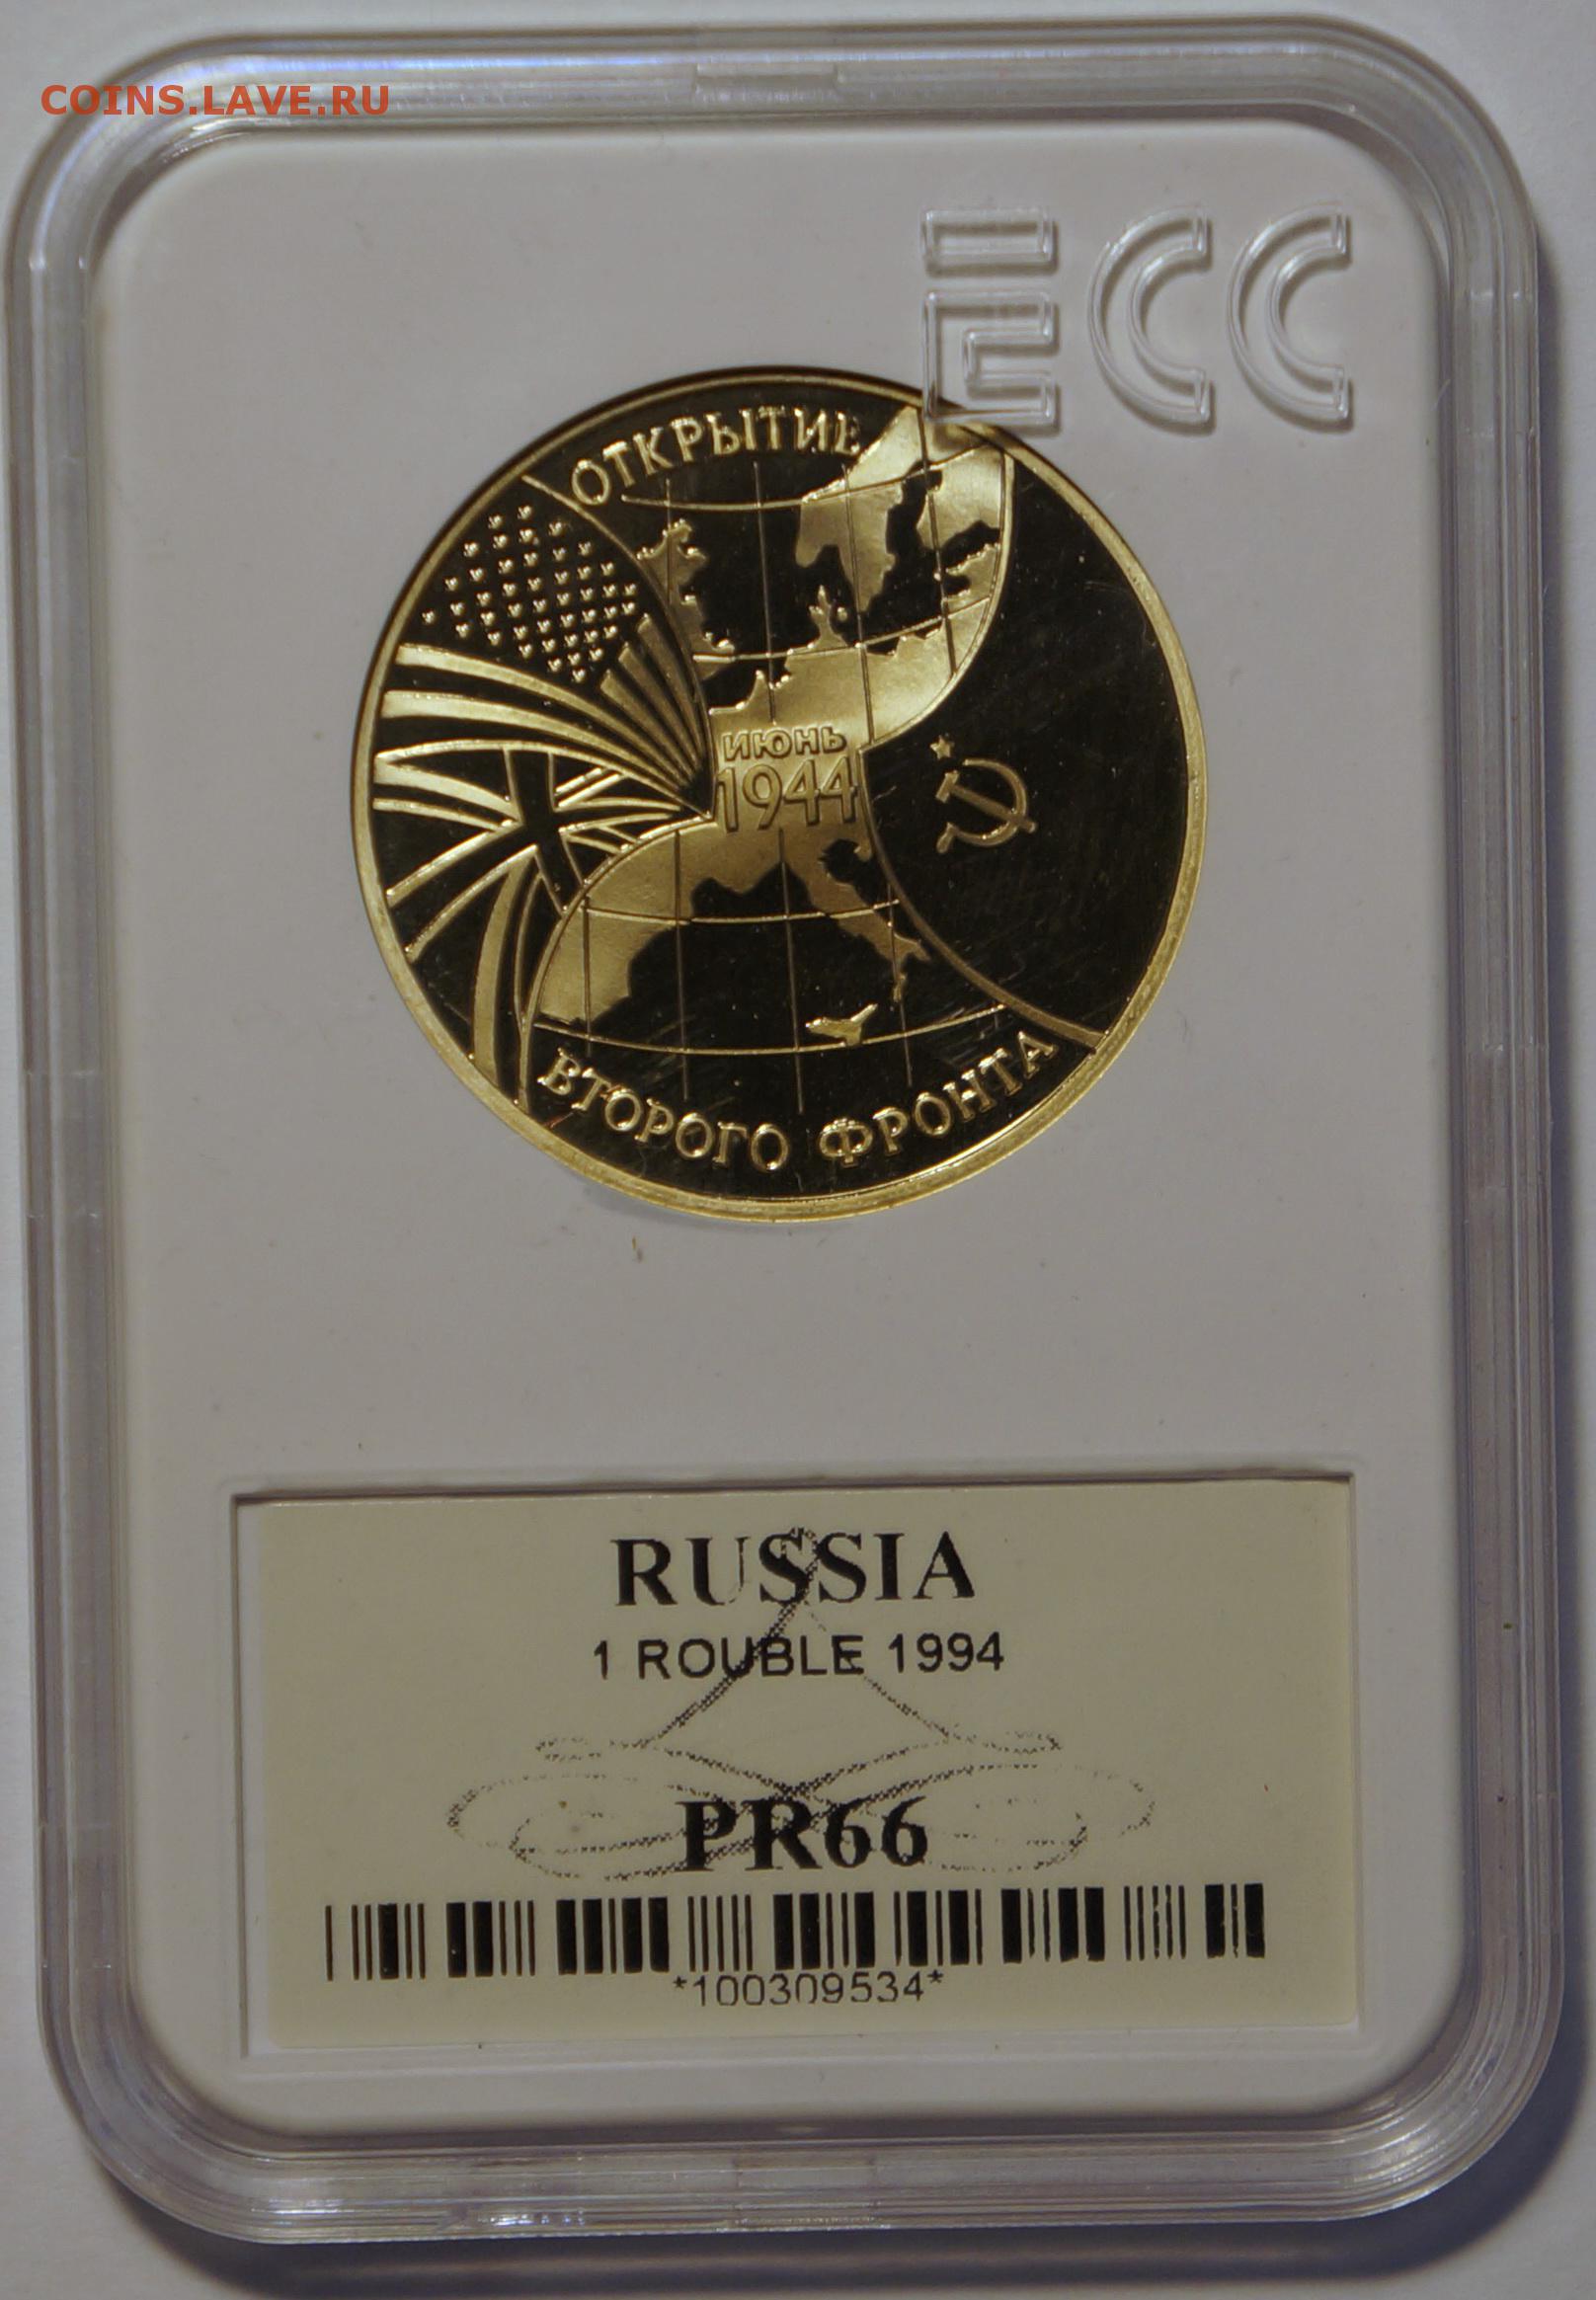 COINS.LAVE.RU
ECC
ОТКРЫТИЕ
ИЮНЬ
1944
ВТОРОГО ФРОНТА
RUSSIA
1 ROUBLE 1994
PR66
*100309534*